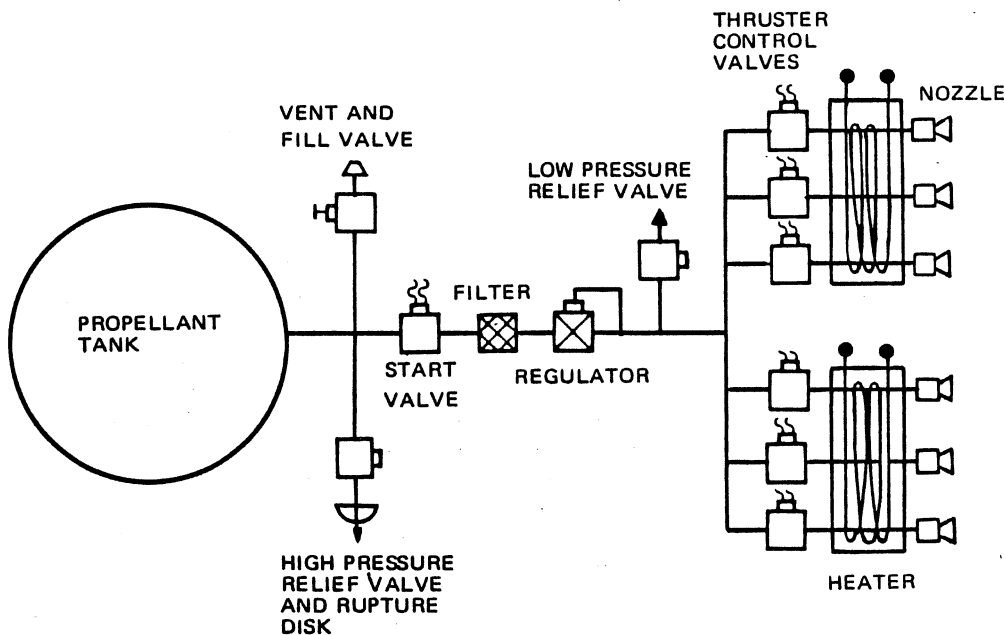 THRUSTER
CONTROL
VALVES
NOZZLE
VENT AND
FILL VALVE
LOW PRESSURE
RELIEF VALVE
PROPELLANT
TANK
FILTER
START
VALVE
REGULATOR
HIGH PRESSURE
RELIEF VALVE
AND RUPTURE
DISK
HEATER